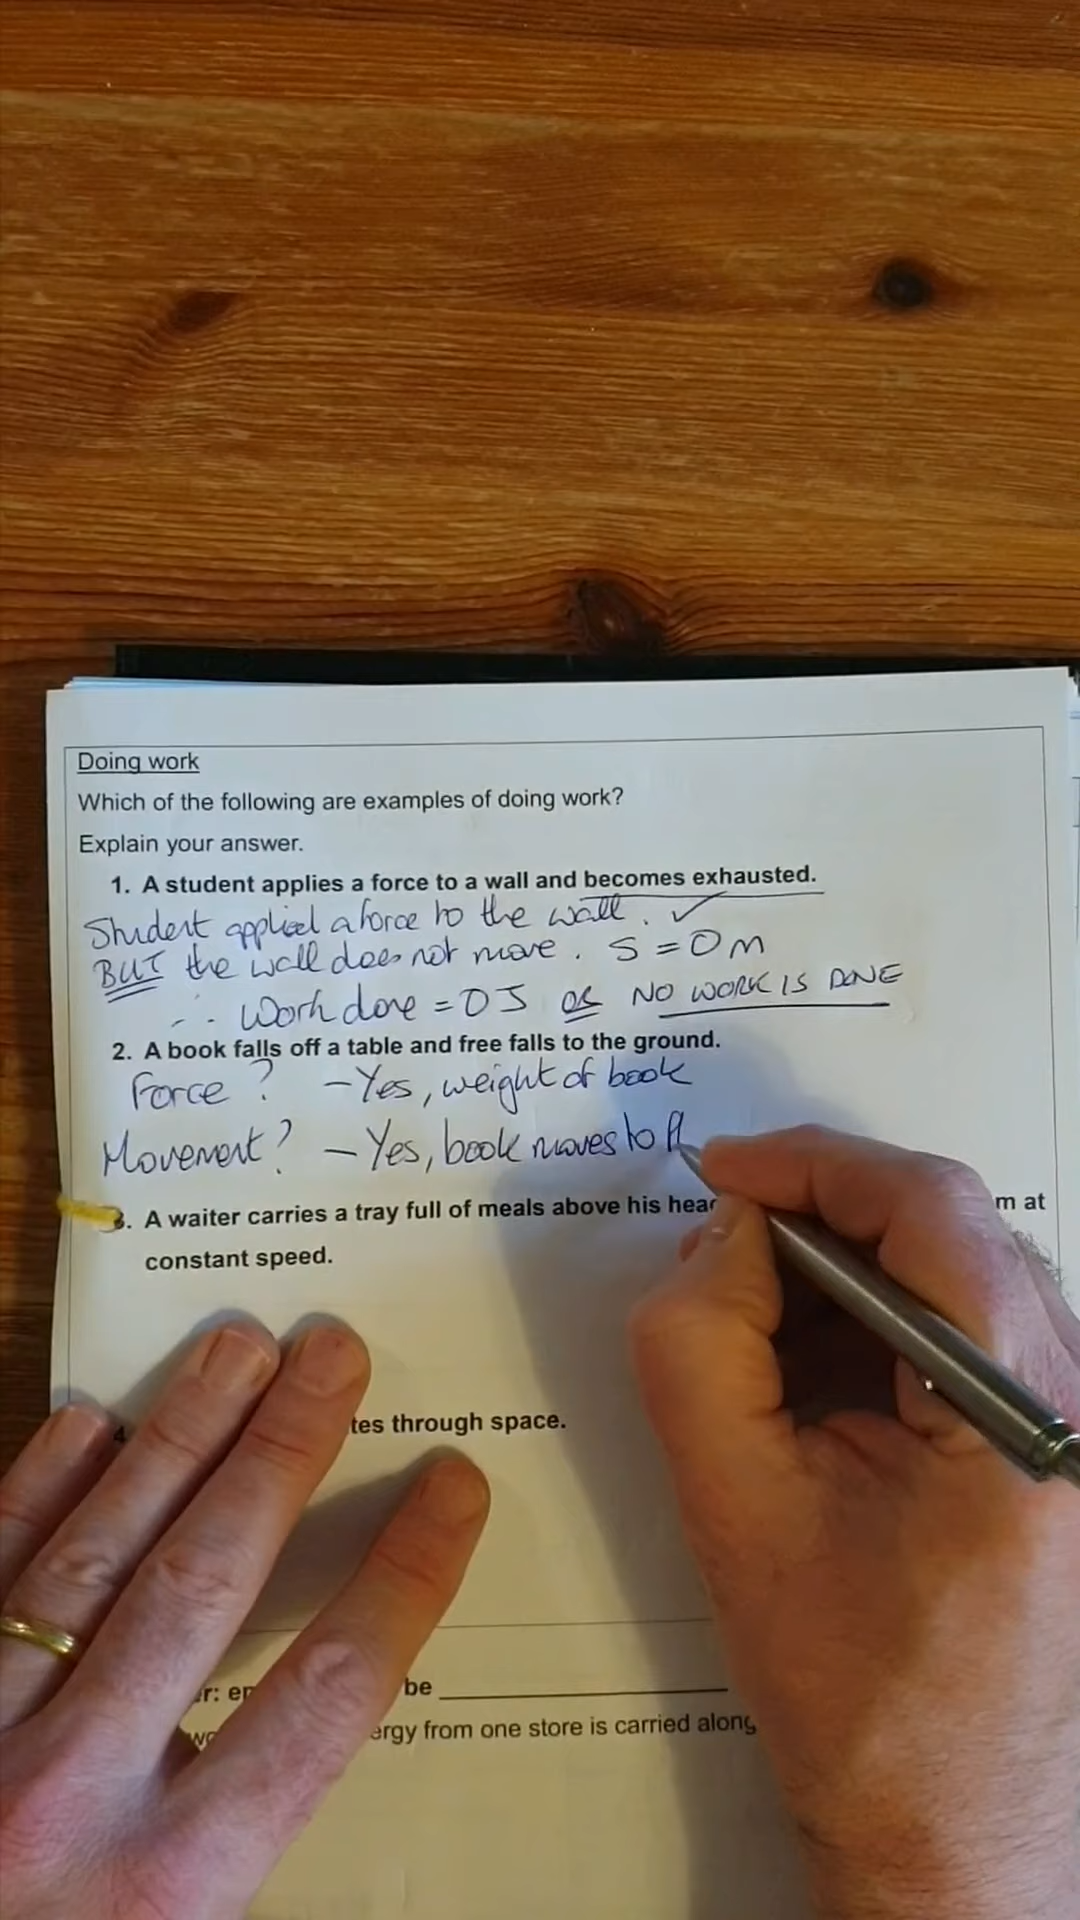 Doing work
Which of the following are examples of doing work?
Explain your answer.
1. A student applies a force to a wall and becomes exhausted.
Student applied a force to the wall. ✓
BUT the wall does not move. S = 0 m
∴ Work done = 0 J OR NO WORK IS DONE
2. A book falls off a table and free falls to the ground.
Force? - Yes, weight of book
Movement? - Yes, book moves to fl
3. A waiter carries a tray full of meals above his
m at
constant speed.
4.
through space.
be
from one store is carried along